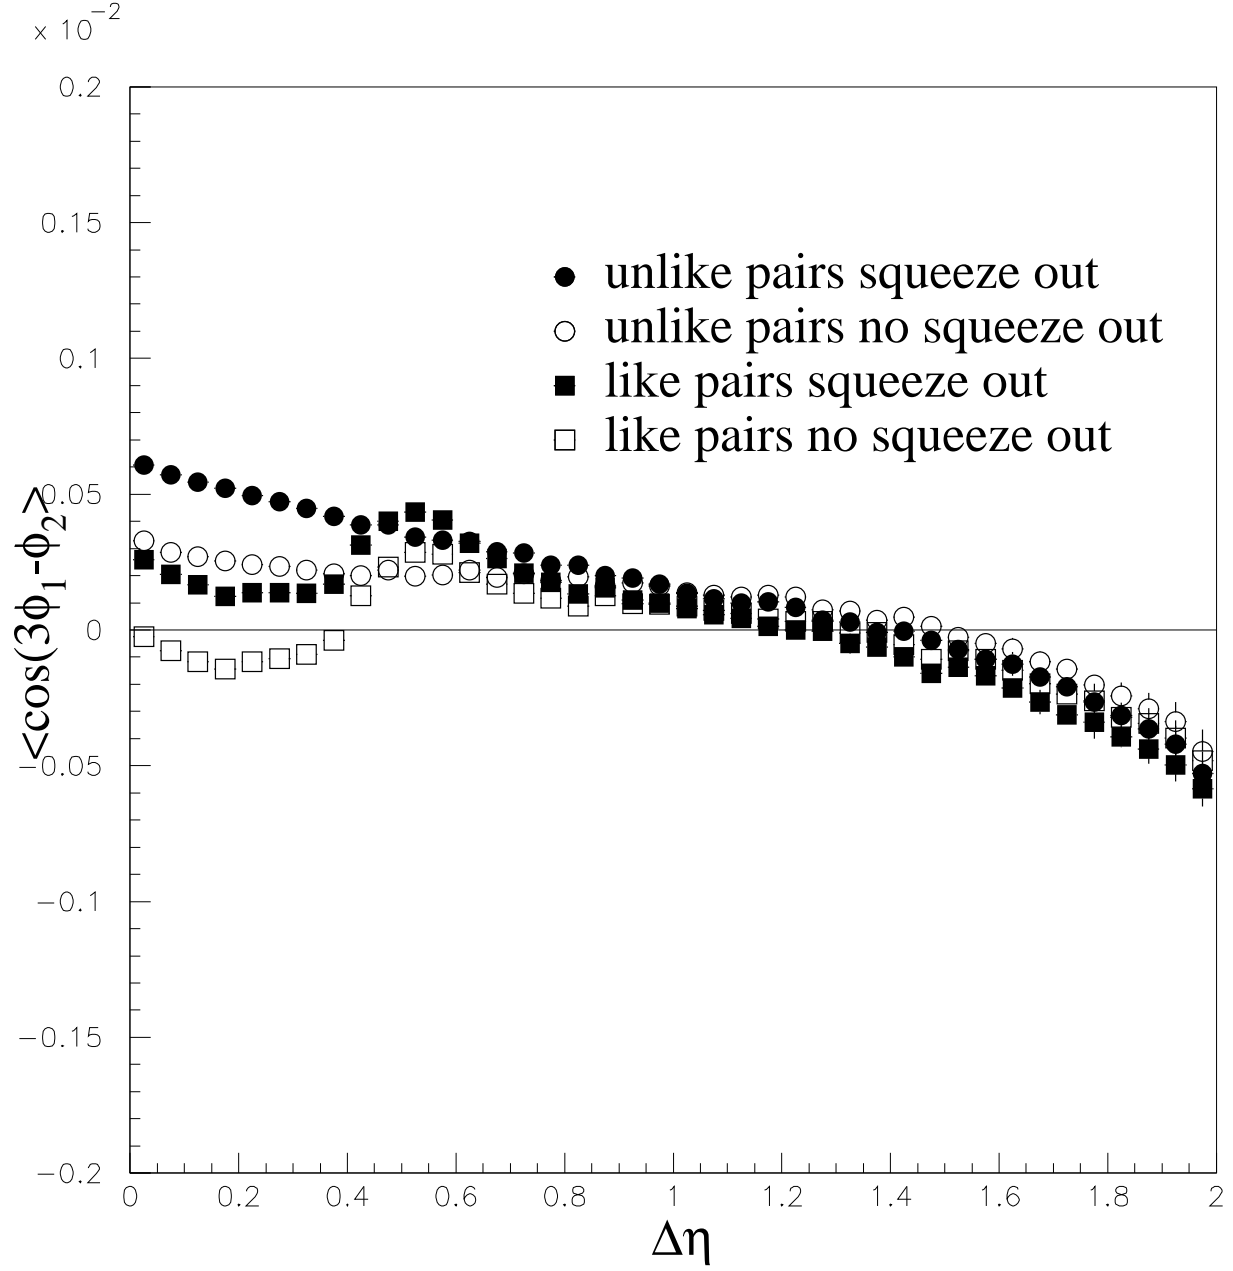 x 10⁻²
0.2
0.15
0.1
0.05
0
−0.05
−0.1
−0.15
−0.2
<cos(3ϕ₁-ϕ₂>
unlike pairs squeeze out
unlike pairs no squeeze out
like pairs squeeze out
like pairs no squeeze out
0 0.2 0.4 0.6 0.8 1 1.2 1.4 1.6 1.8 2
Δη